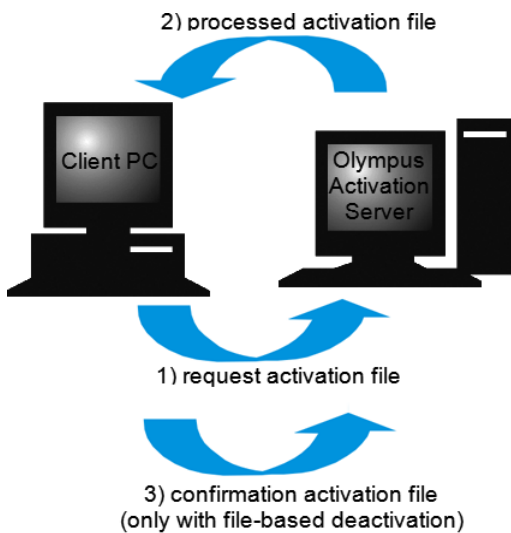 2) processed activation file
Client PC
Olympus
Activation
Server
1) request activation file
3) confirmation activation file
(only with file-based deactivation)